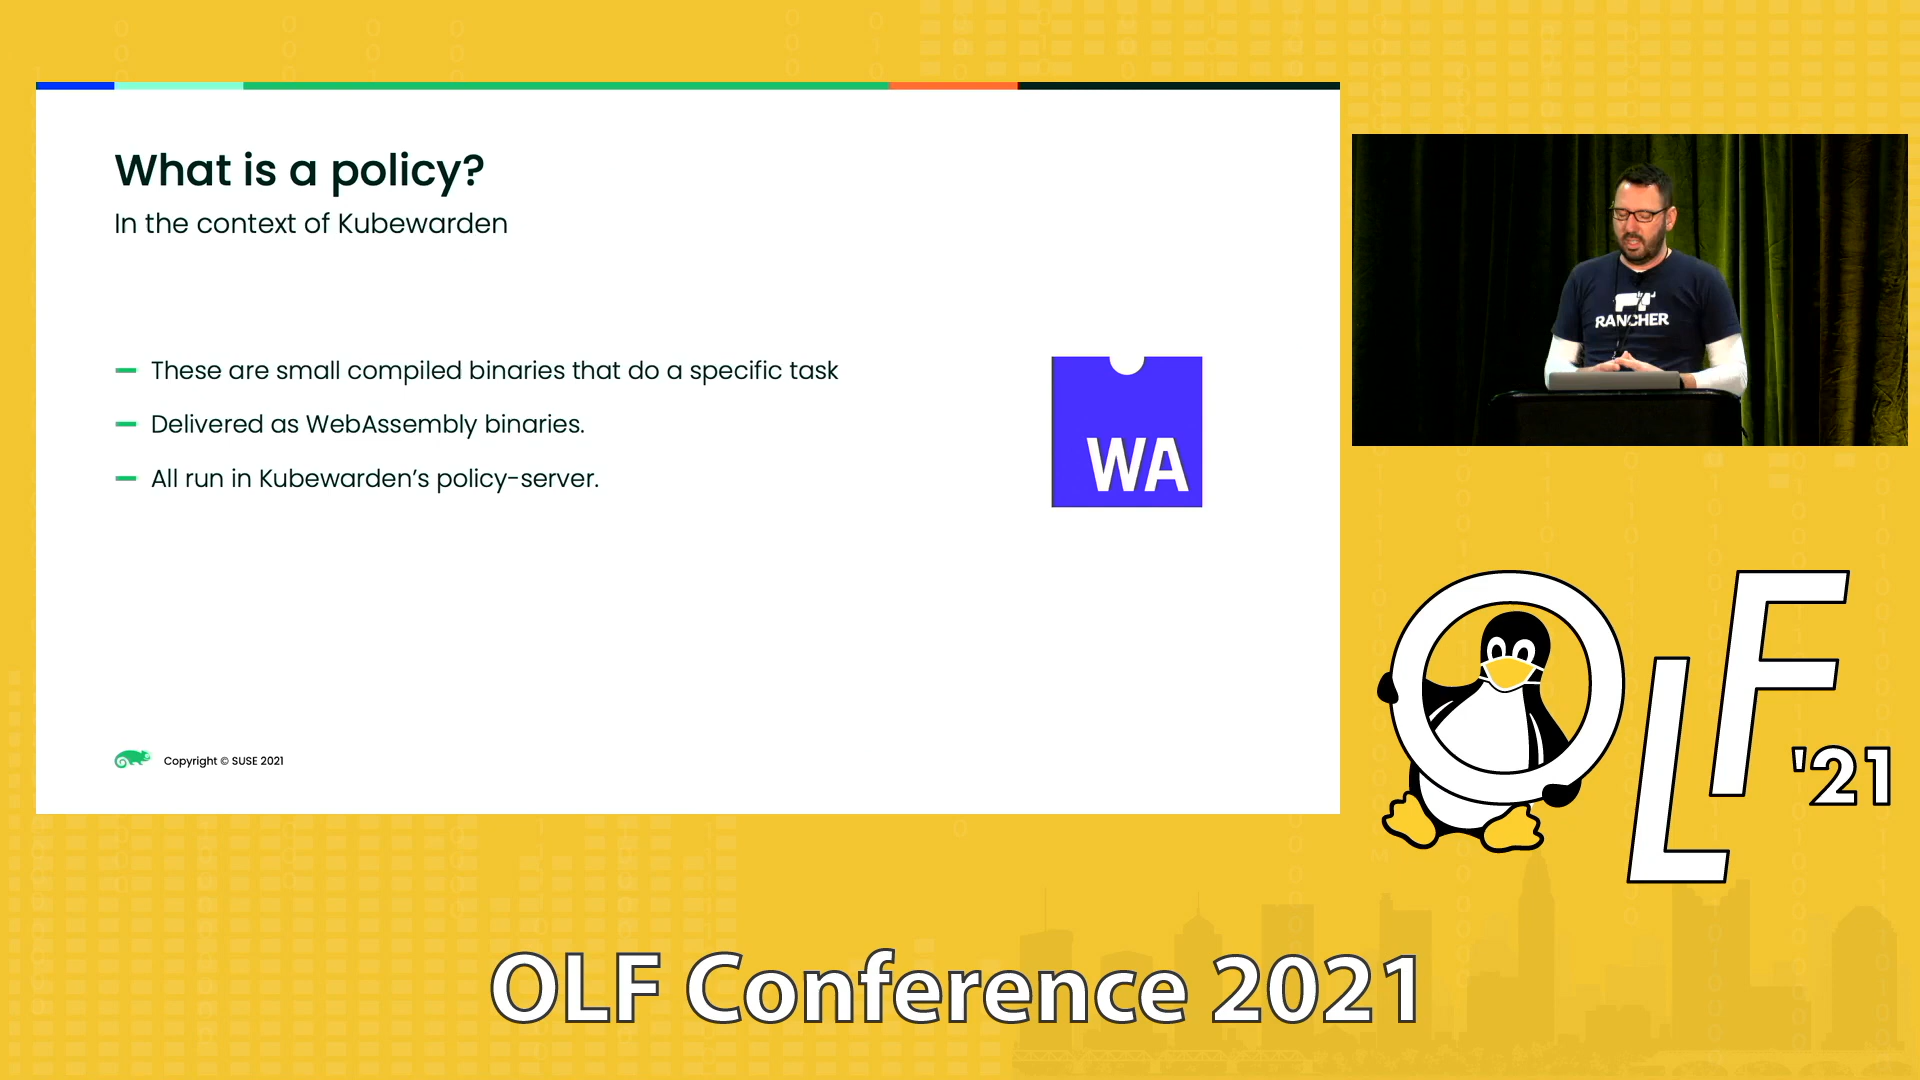 What is a policy?
In the context of Kubewarden
— These are small compiled binaries that do a specific task
— Delivered as WebAssembly binaries.
— All run in Kubewarden’s policy-server.
WA
Copyright © SUSE 2021
RANCHER
OLF
'21
OLF Conference 2021